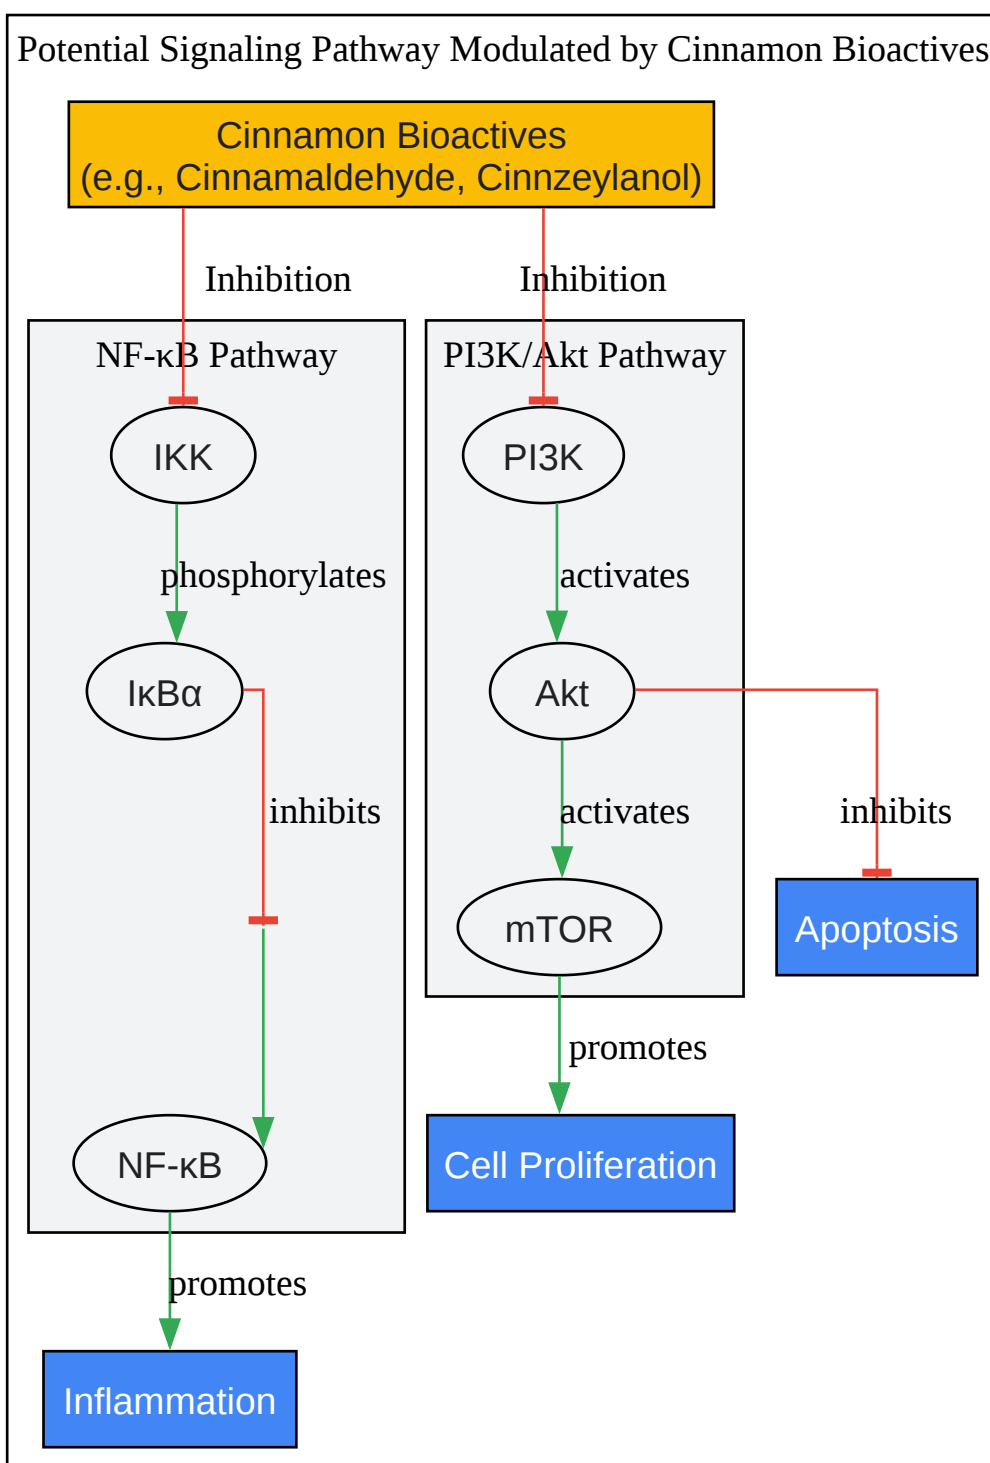 Potential Signaling Pathway Modulated by Cinnamon Bioactives
Cinnamon Bioactives
(e.g., Cinnamaldehyde, Cinnzeylanol)
Inhibition
Inhibition
NF-κB Pathway
PI3K/Akt Pathway
IKK
PI3K
phosphorylates
activates
IκBα
Akt
inhibits
activates
inhibits
mTOR
Apoptosis
promotes
NF-κB
Cell Proliferation
promotes
Inflammation